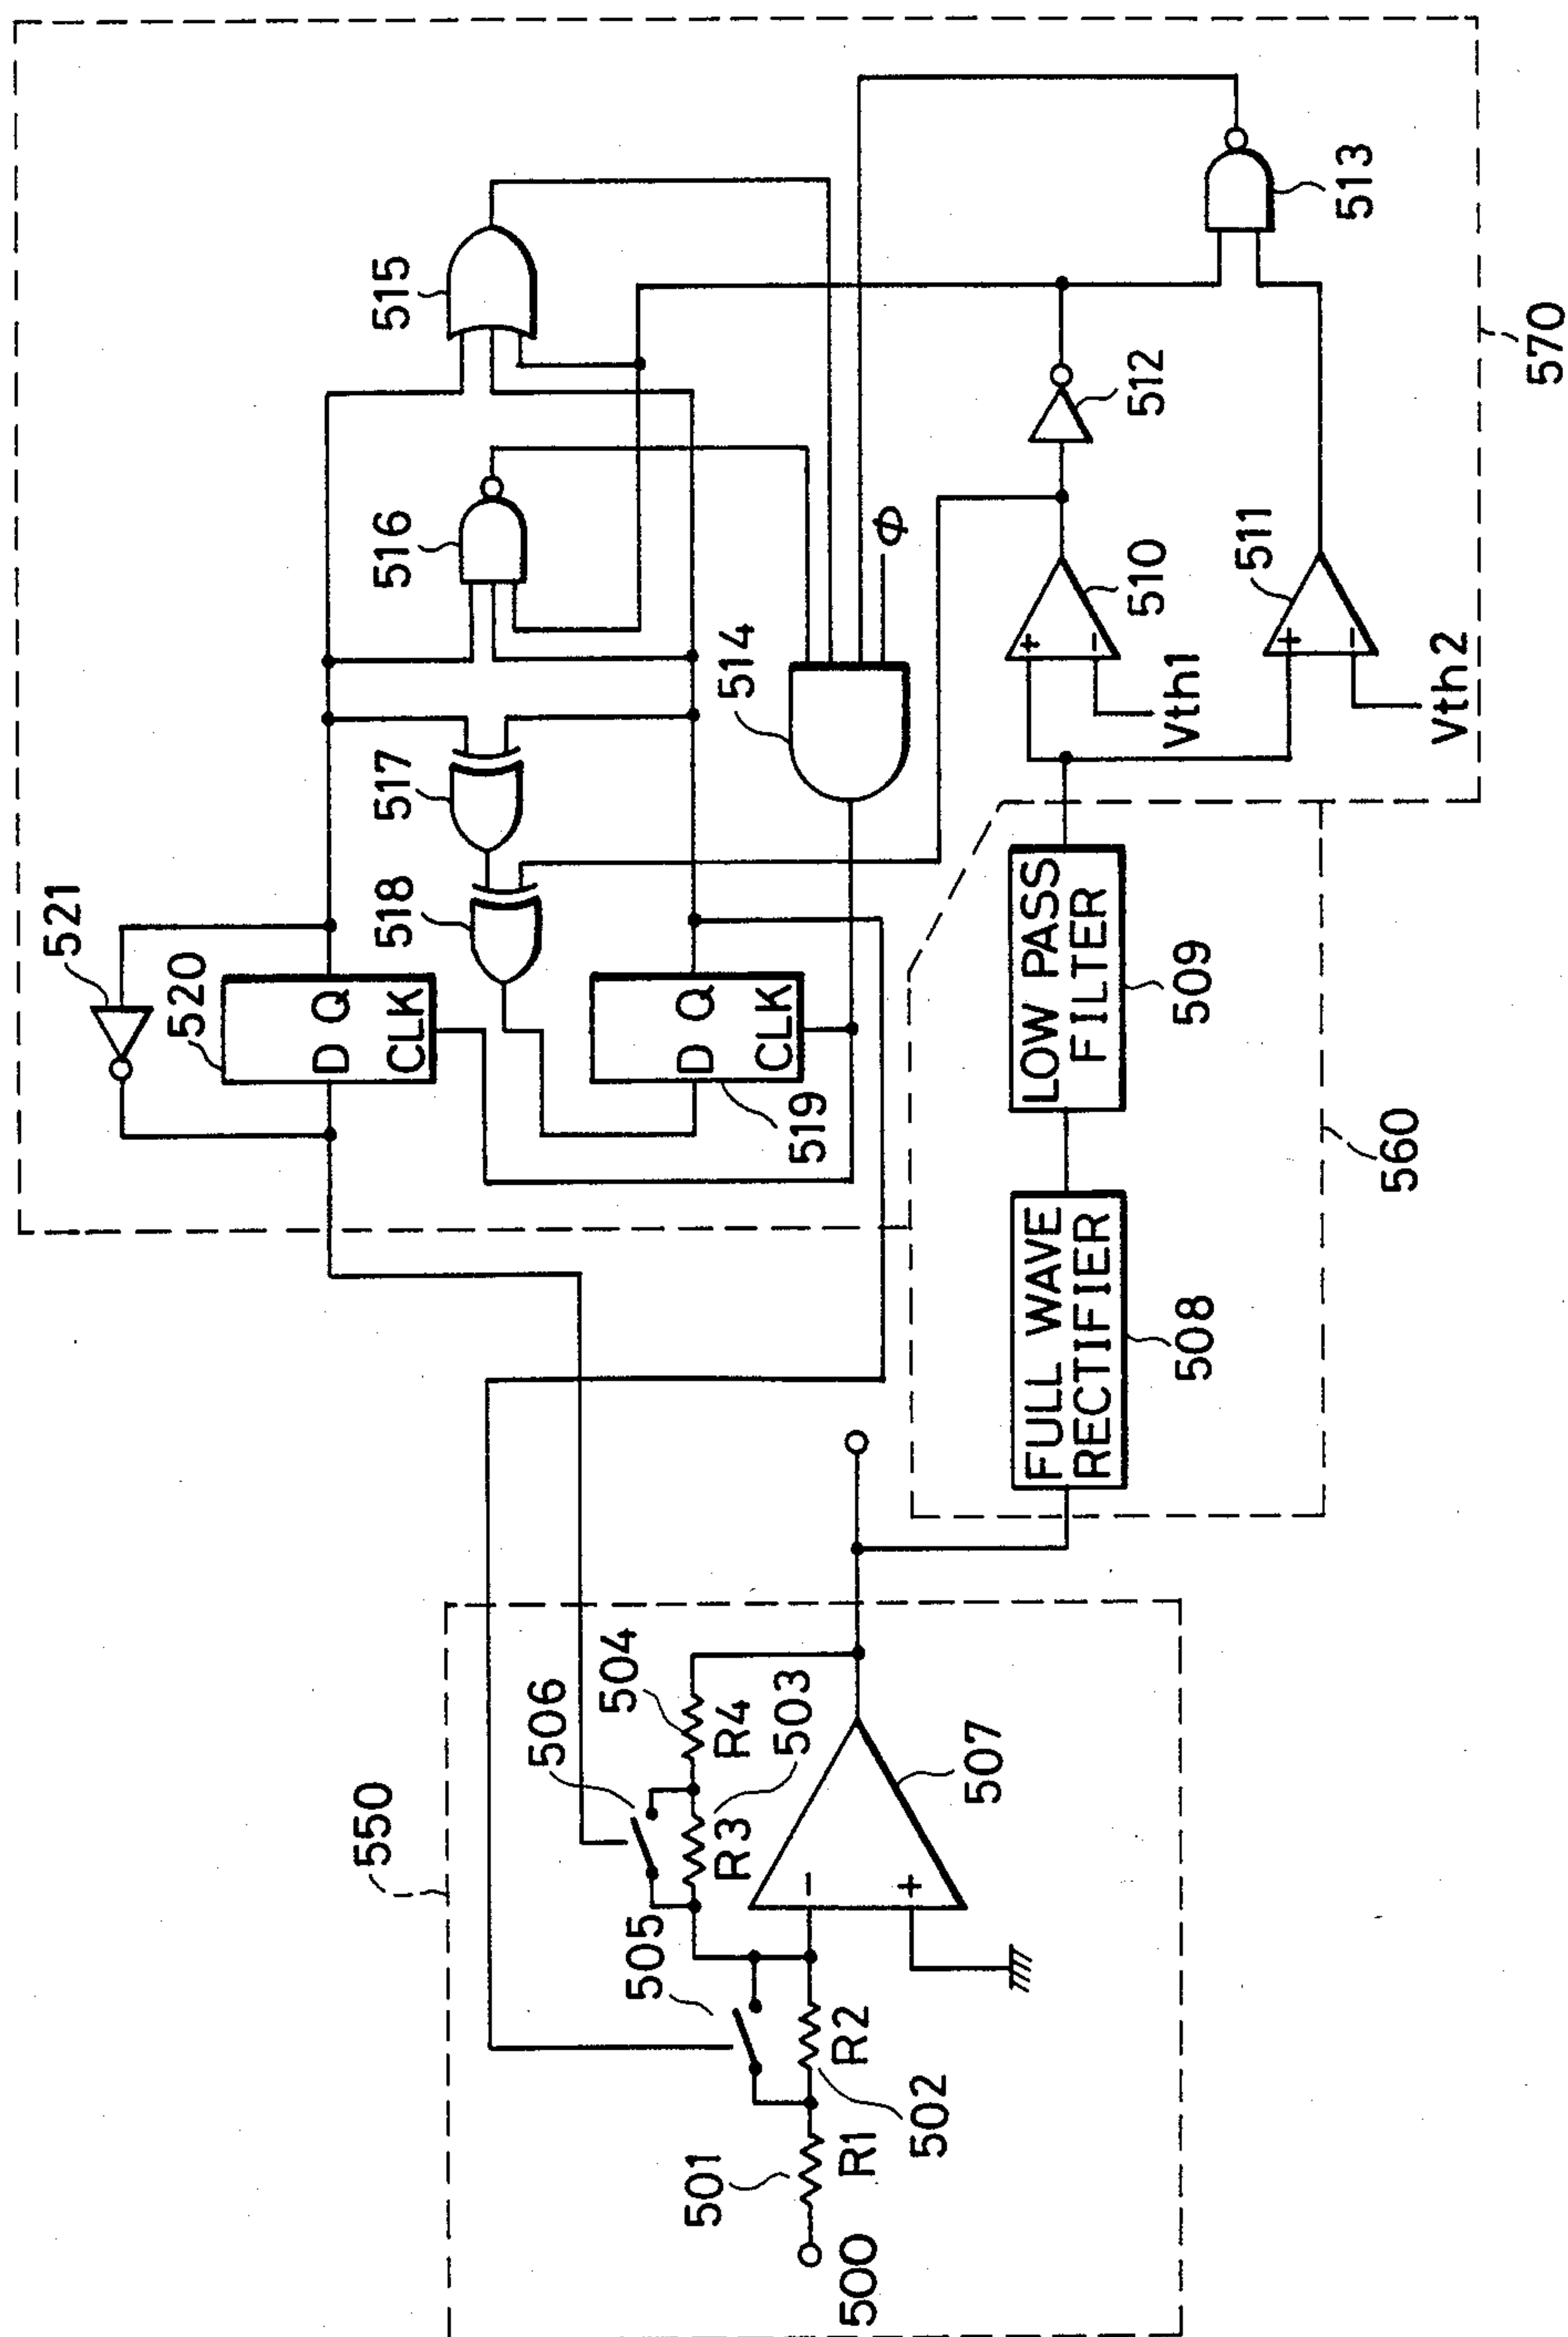 550
500
501
R1
502
R2
505
506
504
R4
503
R3
507
−
+
560
FULL WAVE
RECTIFIER
508
LOW PASS
FILTER
509
570
521
520
D Q
CLK
519
D Q
CLK
518
517
516
515
514
Φ
510
+
−
Vth1
511
+
−
Vth2
512
513